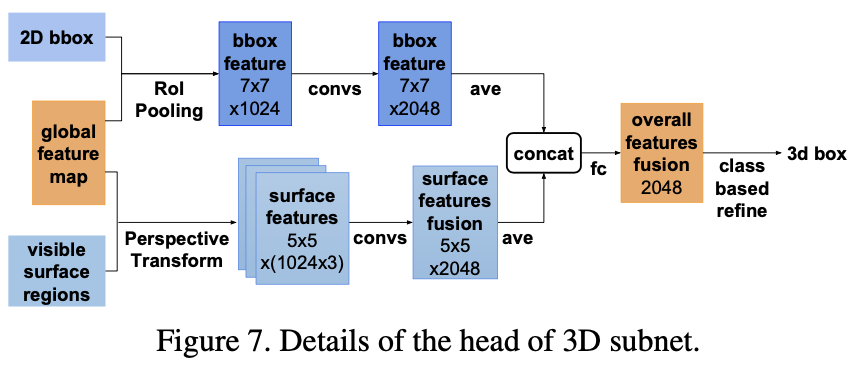 2D bbox
global
feature
map
visible
surface
regions
RoI
Pooling
Perspective
Transform
bbox
feature
7x7
x1024
convs
bbox
feature
7x7
x2048
ave
surface
features
5x5
x(1024x3)
convs
surface
features
fusion
5x5
x2048
ave
concat
fc
overall
features
fusion
2048
class
based
refine
3d box
Figure 7. Details of the head of 3D subnet.